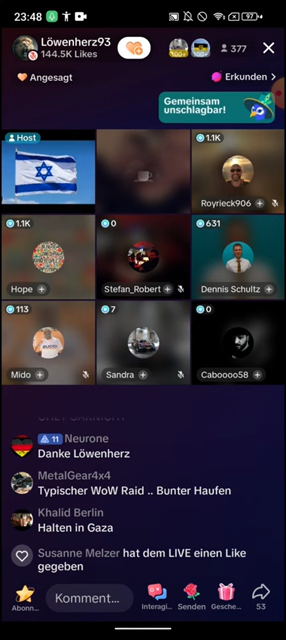 23:48
97
Löwenherz93
144.5K Likes
100+
100+
377
Angesagt
Erkunden >
Gemeinsam
unschlagbar!
Host
1.1K
Royrieck906
1.1K
0
631
Hope
Stefan_Robert
Dennis Schultz
113
7
0
Mido
Sandra
Caboooo58
11 Neurone
Danke Löwenherz
MetalGear4x4
Typischer WoW Raid .. Bunter Haufen
Khalid Berlin
Halten in Gaza
Susanne Melzer hat dem LIVE einen Like
gegeben
Abonn...
Komment...
Interagi...
Senden
Gesche...
53